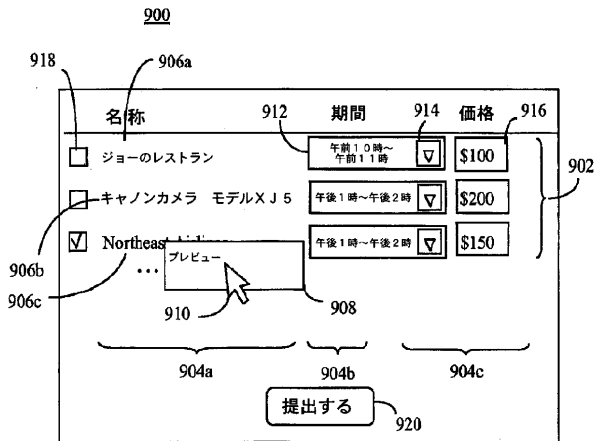 900
918
906a
名称
期間
価格
912
914
916
ジョーのレストラン
午前10時～
午前11時
$100
902
キャノンカメラ モデルXJ5
午後1時～午後2時
$200
906b
Northeast
午後1時～午後2時
$150
プレビュー
906c
910
908
904a
904b
904c
提出する
920